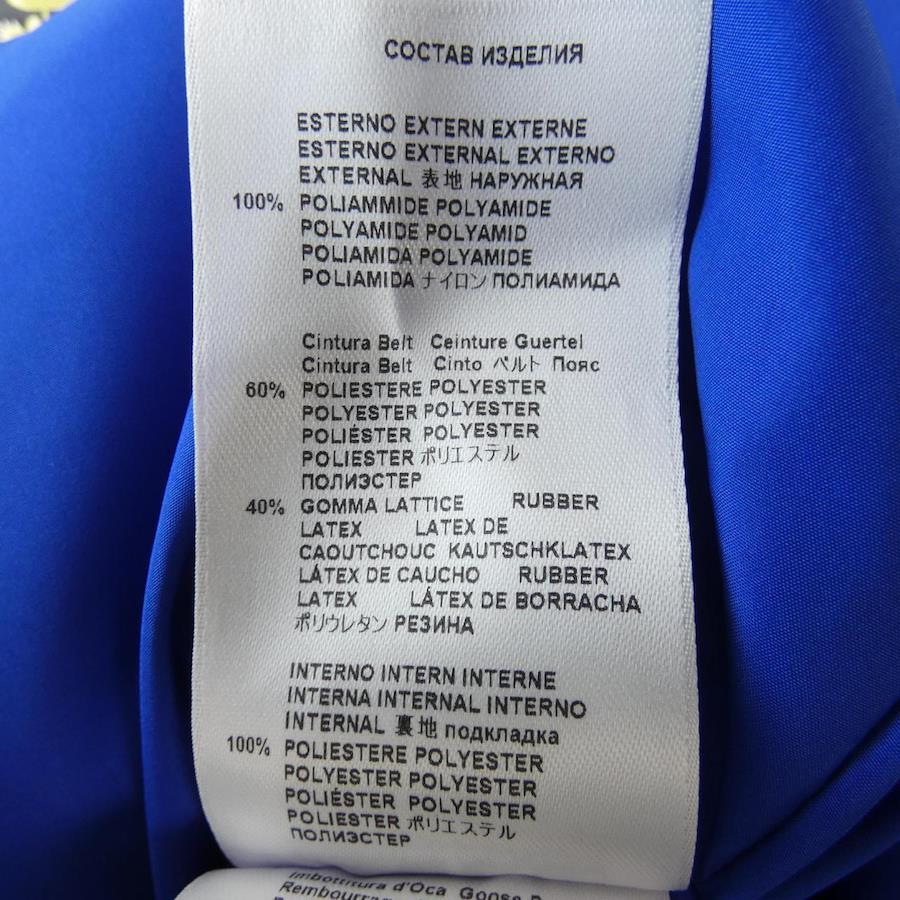 СОСТАВ ИЗДЕЛИЯ
ESTERNO EXTERN EXTERNE
ESTERNO EXTERNAL EXTERNO
EXTERNAL 表地 НАРУЖНАЯ
100% POLIAMMIDE POLYAMIDE
POLYAMIDE POLYAMID
POLIAMIDA POLYAMIDE
POLIAMIDA ナイロン ПОЛИАМИДА
Cintura Belt Ceinture Guertel
Cintura Belt Cinto ベルト Пояс
60% POLIESTERE POLYESTER
POLYESTER POLYESTER
POLIÉSTER POLYESTER
POLIESTER ポリエステル
ПОЛИЭСТЕР
40% GOMMA LATTICE RUBBER
LATEX LATEX DE
CAOUTCHOUC KAUTSCHKLATEX
LÁTEX DE CAUCHO RUBBER
LATEX LÁTEX DE BORRACHA
ポリウレタン РЕЗИНА
INTERNO INTERN INTERNE
INTERNA INTERNAL INTERNO
INTERNAL 裏地 подкладка
100% POLIESTERE POLYESTER
POLYESTER POLYESTER
POLIÉSTER POLYESTER
POLIESTER ポリエステル
ПОЛИЭСТЕР
Imbottitura d'Oca Goose